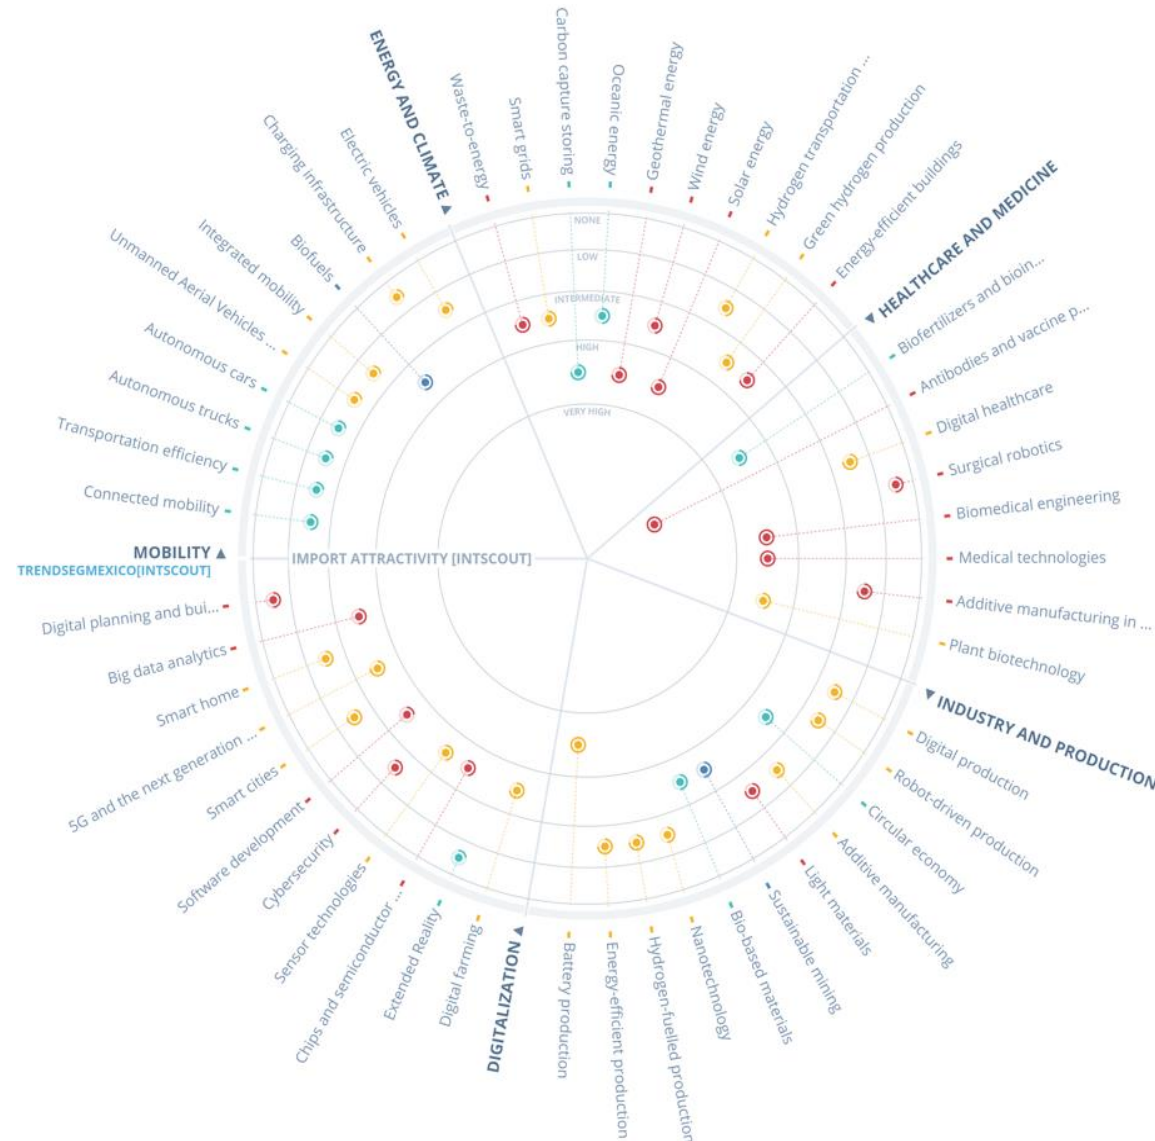 ENERGY AND CLIMATE ▲
Waste-to-energy
Smart grids
Carbon capture storing
Oceanic energy
Geothermal energy
Wind energy
Solar energy
Hydrogen transportation ...
Green hydrogen production
Energy-efficient buildings
▼ HEALTHCARE AND MEDICINE
Biofertilizers and bioin...
Antibodies and vaccine p...
Digital healthcare
Surgical robotics
Biomedical engineering
Medical technologies
Additive manufacturing in ...
Plant biotechnology
▼ INDUSTRY AND PRODUCTION
Digital production
Robot-driven production
Circular economy
Additive manufacturing
Light materials
Sustainable mining
Bio-based materials
Nanotechnology
Hydrogen-fuelled production
Energy-efficient production
Battery production
DIGITALIZATION ▲
Digital farming
Extended Reality
Chips and semiconductor ...
Sensor technologies
Cybersecurity
Software development
Smart cities
5G and the next generation ...
Smart home
Big data analytics
Digital planning and bui...
MOBILITY ▲
TRENDSEGMEXICO[INTSCOUT]
Connected mobility
Transportation efficiency
Autonomous trucks
Autonomous cars
Unmanned Aerial Vehicles ...
Integrated mobility
Biofuels
Charging Infrastructure
Electric vehicles
NONE
LOW
INTERMEDIATE
HIGH
VERY HIGH
IMPORT ATTRACTIVITY [INTSCOUT]